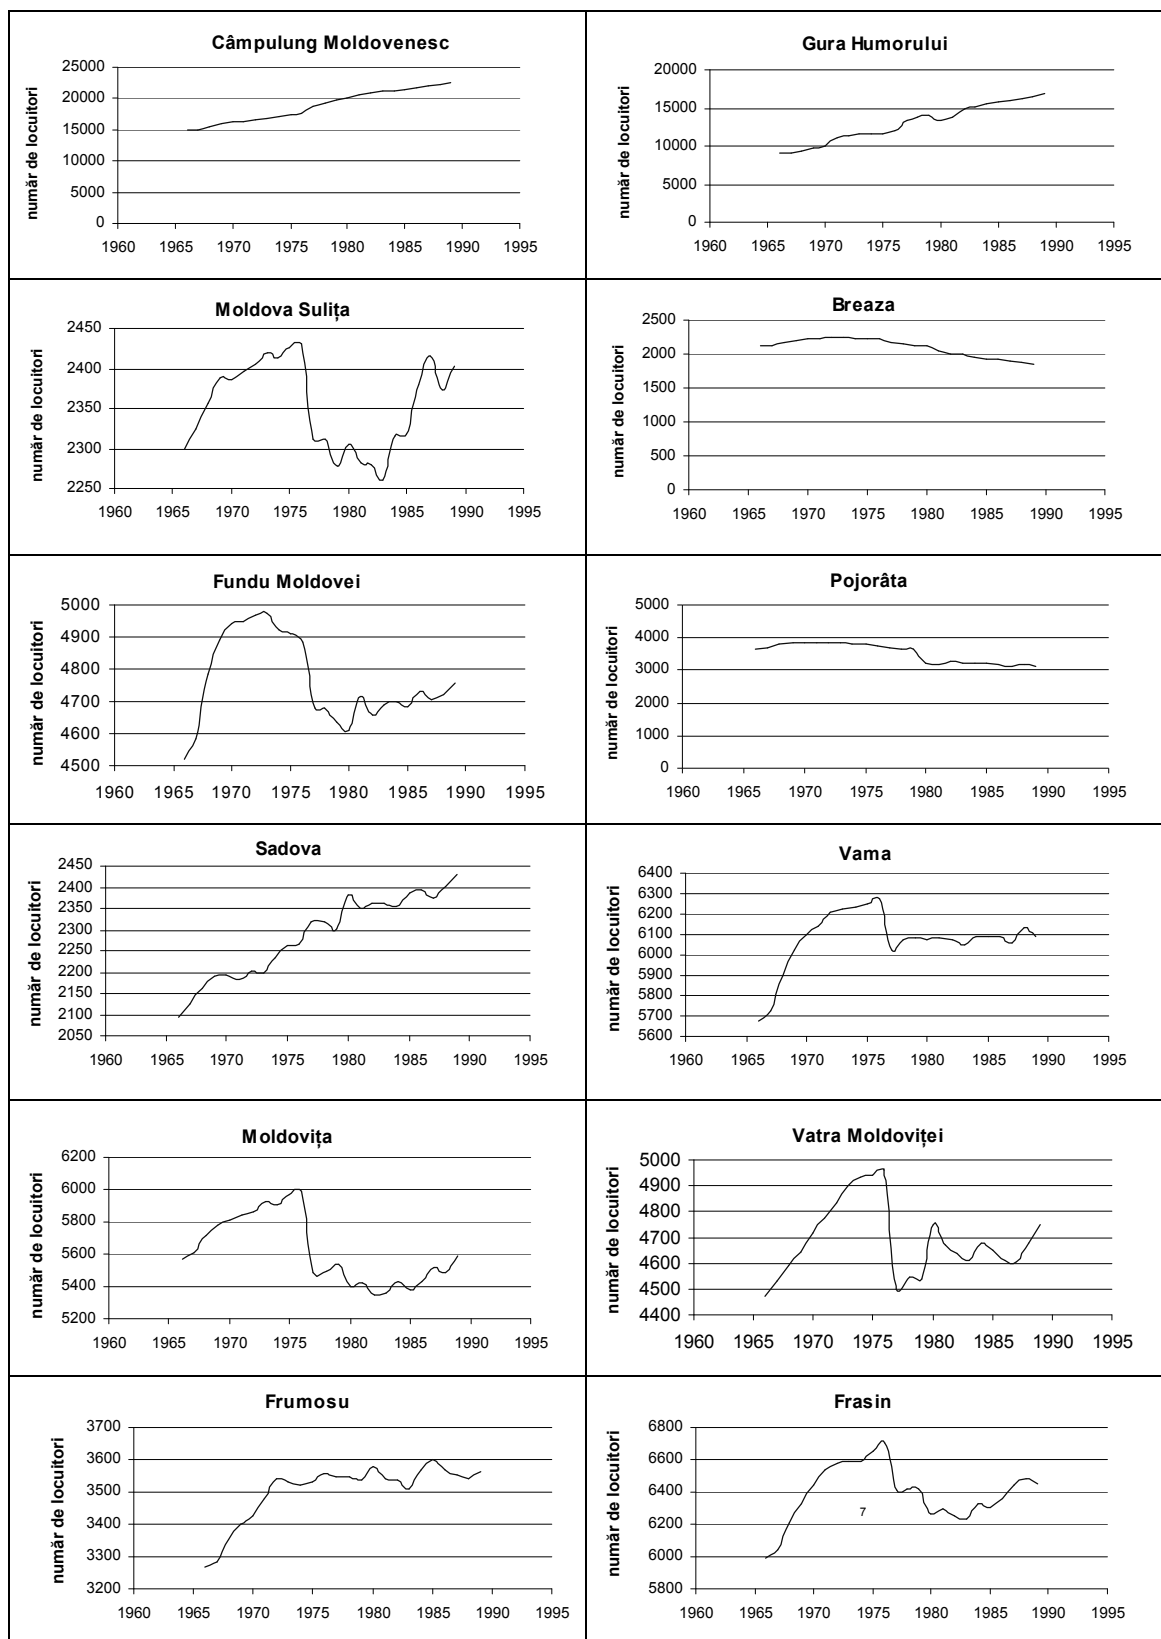 Câmpulung Moldovenesc
număr de locuitori
25000
20000
15000
10000
5000
0
1960 1965 1970 1975 1980 1985 1990 1995
Gura Humorului
număr de locuitori
20000
15000
10000
5000
0
1960 1965 1970 1975 1980 1985 1990 1995
Moldova Sulița
număr de locuitori
2450
2400
2350
2300
2250
1960 1965 1970 1975 1980 1985 1990 1995
Breaza
număr de locuitori
2500
2000
1500
1000
500
0
1960 1965 1970 1975 1980 1985 1990 1995
Fundu Moldovei
număr de locuitori
5000
4900
4800
4700
4600
4500
1960 1965 1970 1975 1980 1985 1990 1995
Pojorâta
număr de locuitori
5000
4000
3000
2000
1000
0
1960 1965 1970 1975 1980 1985 1990 1995
Sadova
număr de locuitori
2450
2400
2350
2300
2250
2200
2150
2100
2050
1960 1965 1970 1975 1980 1985 1990 1995
Vama
număr de locuitori
6400
6300
6200
6100
6000
5900
5800
5700
5600
1960 1965 1970 1975 1980 1985 1990 1995
Moldovița
număr de locuitori
6200
6000
5800
5600
5400
5200
1960 1965 1970 1975 1980 1985 1990 1995
Vatra Moldoviței
număr de locuitori
5000
4900
4800
4700
4600
4500
4400
1960 1965 1970 1975 1980 1985 1990 1995
Frumosu
număr de locuitori
3700
3600
3500
3400
3300
3200
1960 1965 1970 1975 1980 1985 1990 1995
Frasin
număr de locuitori
6800
6600
6400
6200
6000
5800
7
1960 1965 1970 1975 1980 1985 1990 1995